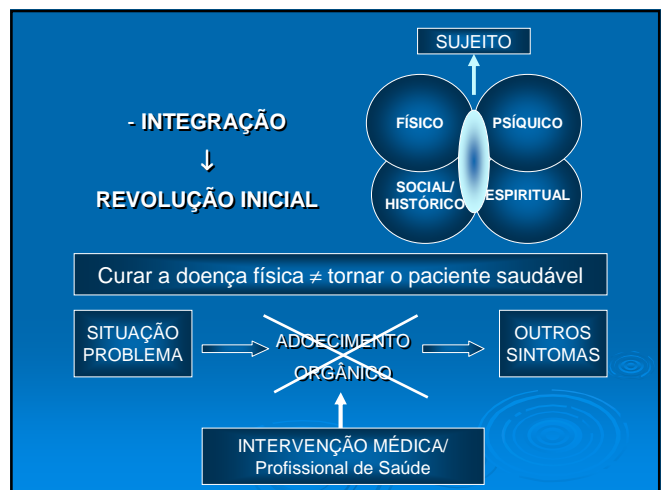 SUJEITO
- INTEGRAÇÃO
↓
REVOLUÇÃO INICIAL
FÍSICO
PSÍQUICO
SOCIAL/
HISTÓRICO
ESPIRITUAL
Curar a doença física ≠ tornar o paciente saudável
SITUAÇÃO
PROBLEMA
ADOECIMENTO
ORGÂNICO
OUTROS
SINTOMAS
INTERVENÇÃO MÉDICA/
Profissional de Saúde